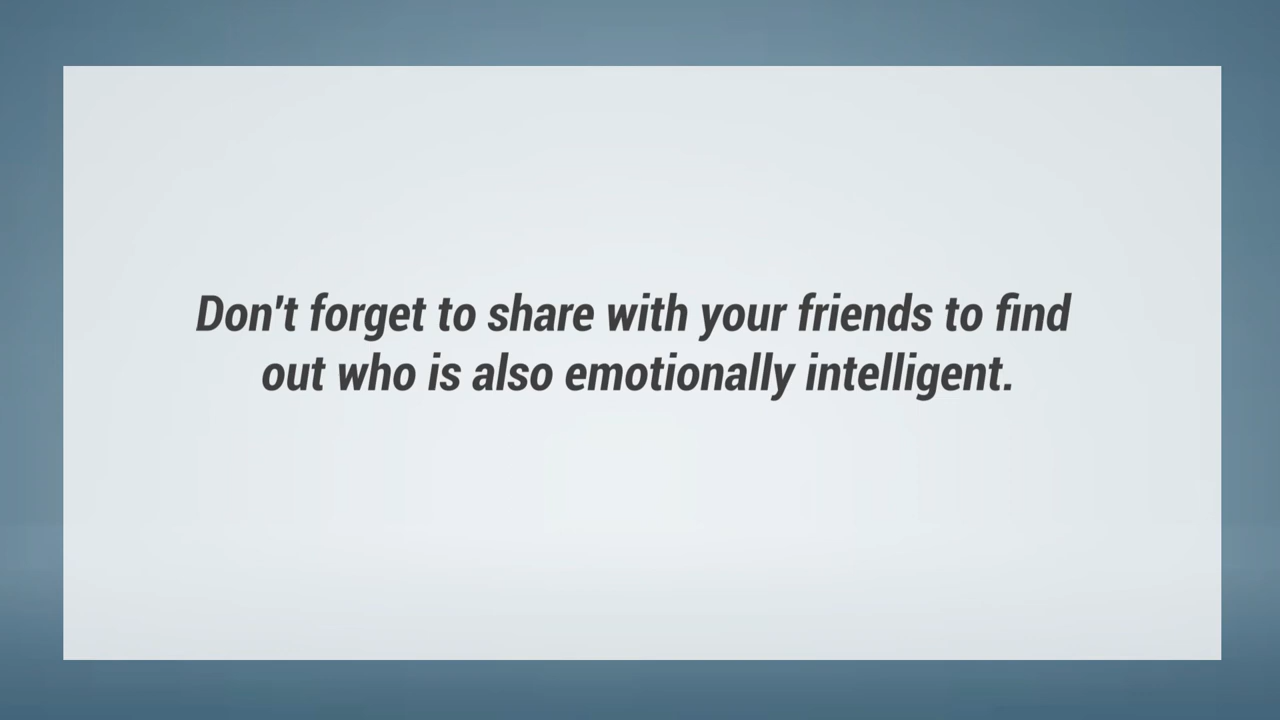 Don't forget to share with your friends to find
out who is also emotionally intelligent.